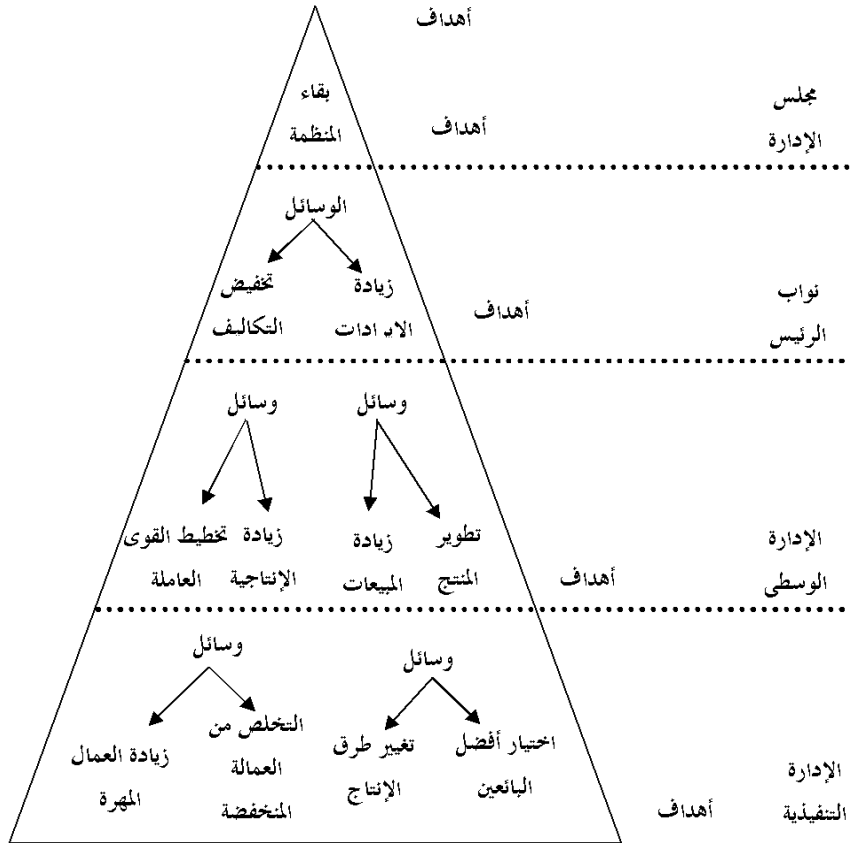 أهداف
مجلس
الإدارة
أهداف
بقاء
المنظمة
الوسائل
نواب
الرئيس
أهداف
زيادة
الايرادات
تخفيض
التكاليف
وسائل
وسائل
الإدارة
الوسطى
أهداف
تطوير
المنتج
زيادة
المبيعات
زيادة
الإنتاجية
تخطيط القوى
العاملة
وسائل
وسائل
الإدارة
التنفيذية
أهداف
اختيار أفضل
البائعين
تغيير طرق
الإنتاج
التخلص من
العمالة
المنخفضة
زيادة العمال
المهرة